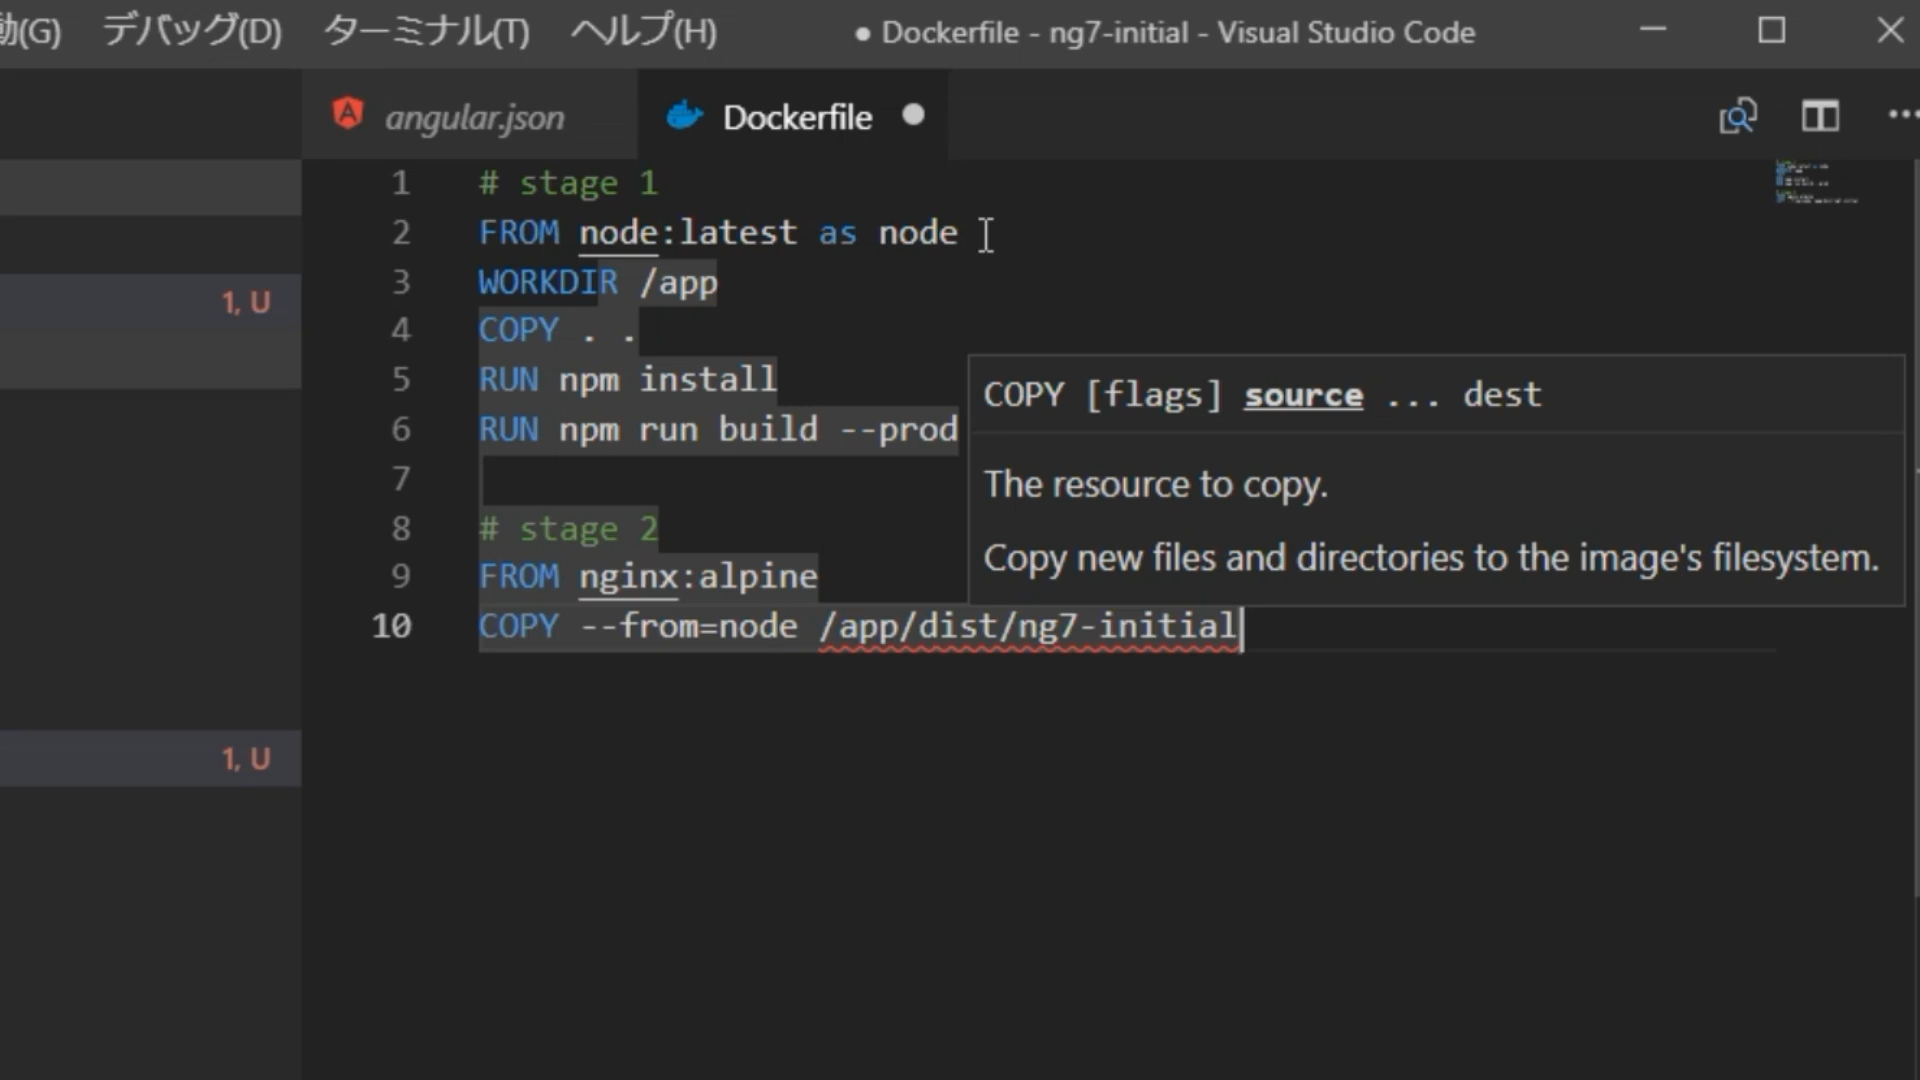 動(G) デバッグ(D) ターミナル(T) ヘルプ(H) ● Dockerfile - ng7-initial - Visual Studio Code
angular.json Dockerfile
1 # stage 1
2 FROM node:latest as node
3 WORKDIR /app
4 COPY . .
5 RUN npm install
6 RUN npm run build --prod
7
8 # stage 2
9 FROM nginx:alpine
10 COPY --from=node /app/dist/ng7-initial
COPY [flags] source ... dest
The resource to copy.
Copy new files and directories to the image's filesystem.
1, U
1, U